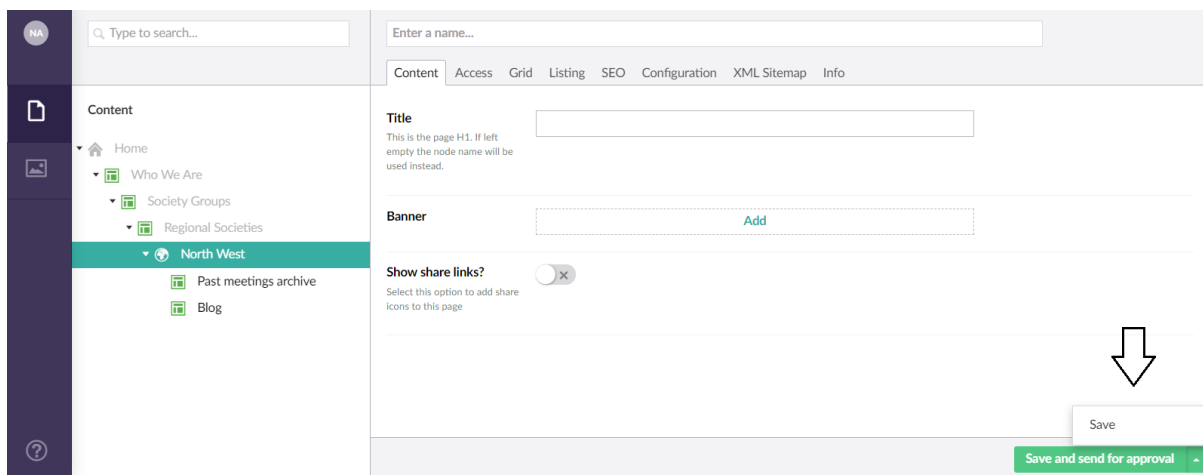 NA
Type to search...
Content
Home
Who We Are
Society Groups
Regional Societies
North West
Past meetings archive
Blog
Enter a name...
Content Access Grid Listing SEO Configuration XML Sitemap Info
Title
This is the page H1. If left
empty the node name will be
used instead.
Banner
Add
Show share links?
Select this option to add share
icons to this page
Save
Save and send for approval